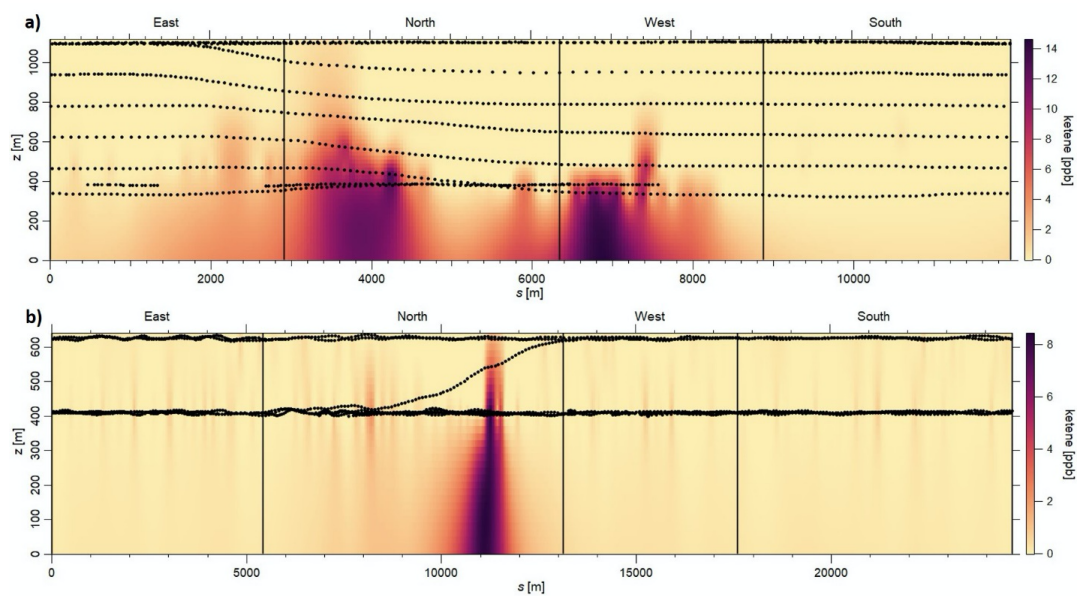 a)
East North West South
1000
800
600
400
200
0
z [m]
0 2000 4000 6000 8000 10000
s [m]
14
12
10
8
6
4
2
0
ketene [ppb]
b)
East North West South
600
500
400
300
200
100
0
z [m]
0 5000 10000 15000 20000
s [m]
8
6
4
2
0
ketene [ppb]